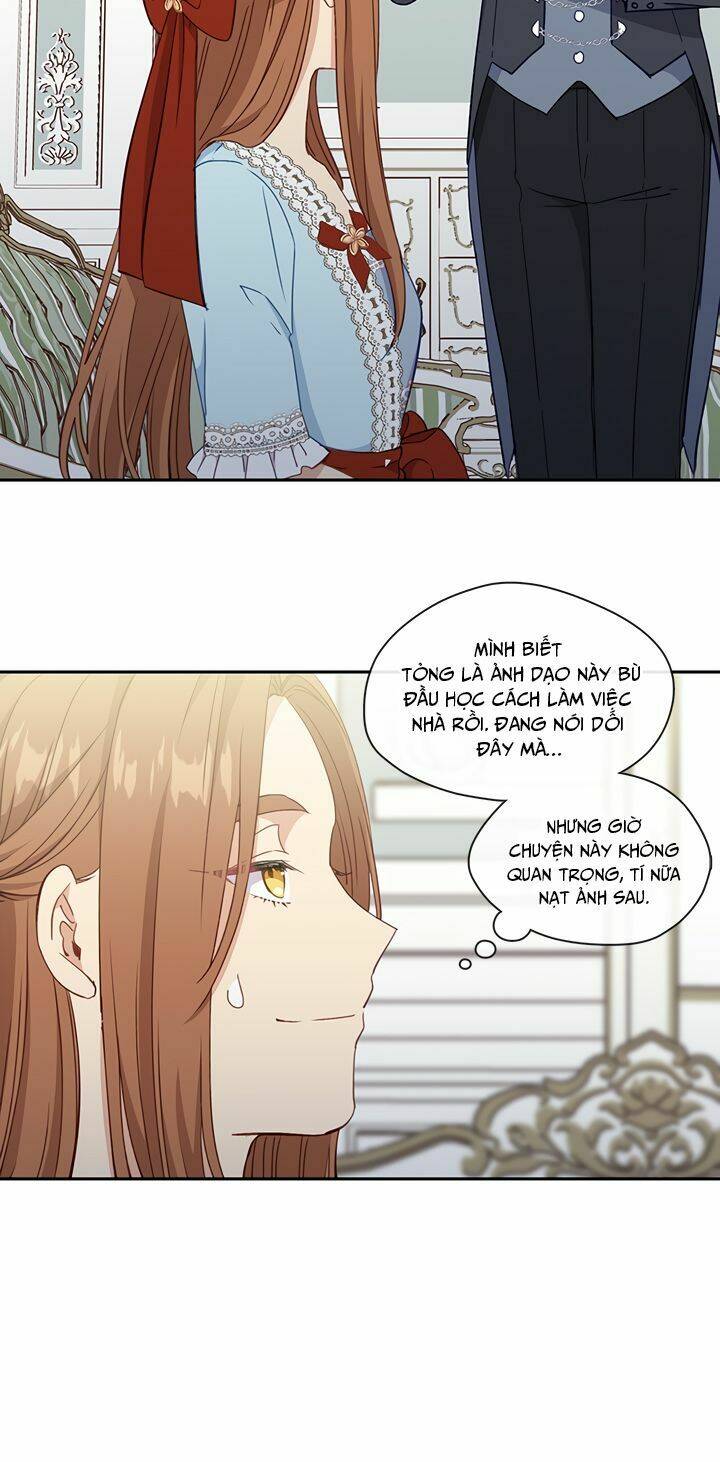 MÌNH BIẾT
TỎNG LÀ ẢNH DẠO NÀY BÙ
ĐẦU HỌC CÁCH LÀM VIỆC
NHÀ RỒI. ĐANG NÓI DỐI
ĐÂY MÀ...
NHƯNG GIỜ
CHUYỆN NÀY KHÔNG
QUAN TRỌNG, TÍ NỮA
NẠT ẢNH SAU.